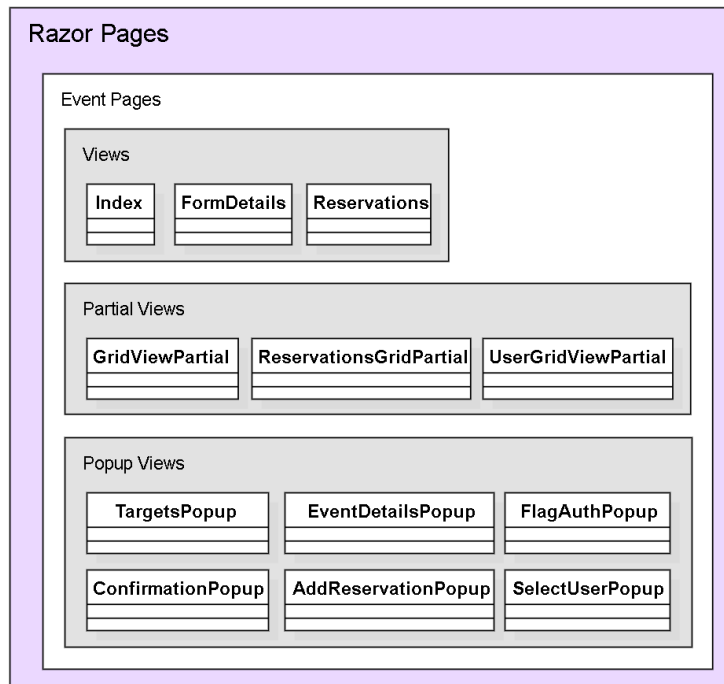 Razor Pages
Event Pages
Views
Index FormDetails Reservations
Partial Views
GridViewPartial ReservationsGridPartial UserGridViewPartial
Popup Views
TargetsPopup EventDetailsPopup FlagAuthPopup
ConfirmationPopup AddReservationPopup SelectUserPopup